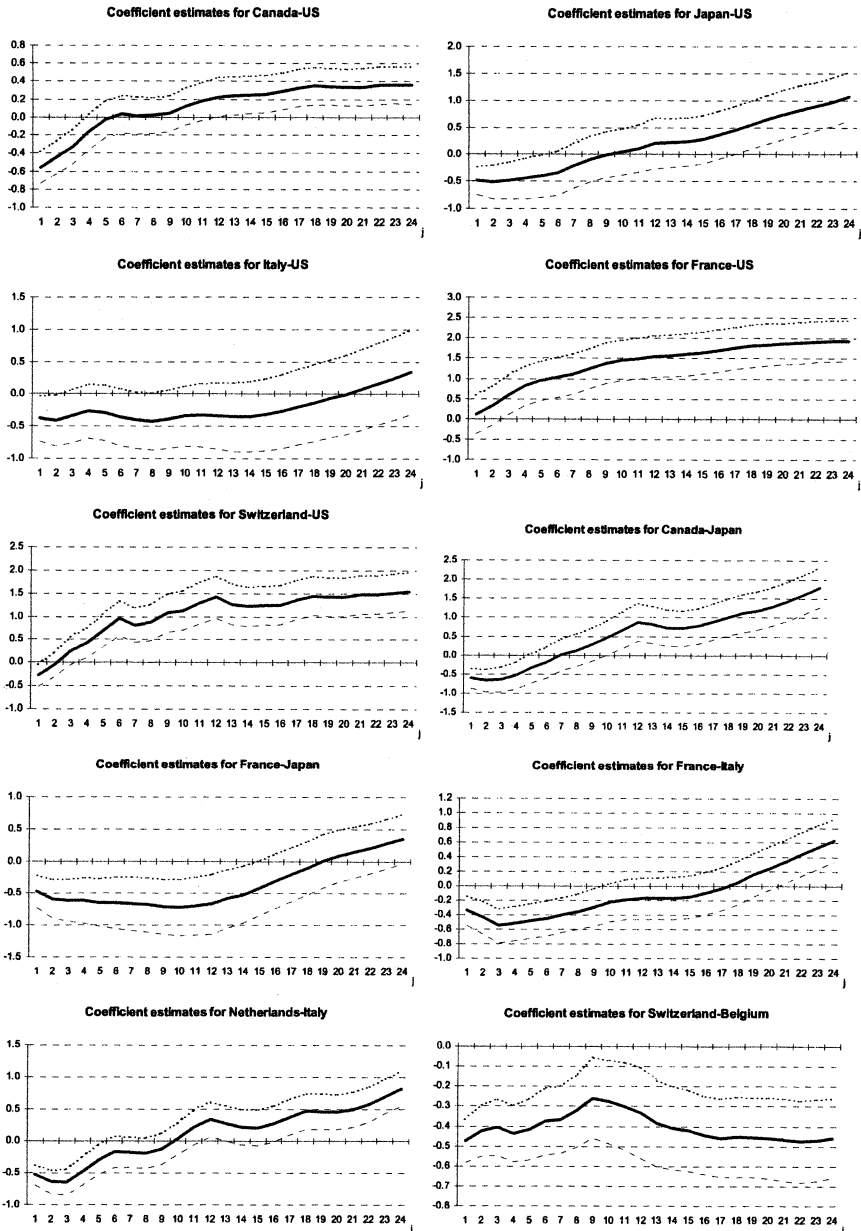 Coefficient estimates for Canada-US
0.8
0.6
0.4
0.2
0.0
-0.2
-0.4
-0.6
-0.8
-1.0
1 2 3 4 5 6 7 8 9 10 11 12 13 14 15 16 17 18 19 20 21 22 23 24
j
Coefficient estimates for Japan-US
2.0
1.5
1.0
0.5
0.0
-0.5
-1.0
1 2 3 4 5 6 7 8 9 10 11 12 13 14 15 16 17 18 19 20 21 22 23 24
j
Coefficient estimates for Italy-US
1.5
1.0
0.5
0.0
-0.5
-1.0
1 2 3 4 5 6 7 8 9 10 11 12 13 14 15 16 17 18 19 20 21 22 23 24
j
Coefficient estimates for France-US
3.0
2.5
2.0
1.5
1.0
0.5
0.0
-0.5
-1.0
1 2 3 4 5 6 7 8 9 10 11 12 13 14 15 16 17 18 19 20 21 22 23 24
j
Coefficient estimates for Switzerland-US
2.5
2.0
1.5
1.0
0.5
0.0
-0.5
-1.0
1 2 3 4 5 6 7 8 9 10 11 12 13 14 15 16 17 18 19 20 21 22 23 24
j
Coefficient estimates for Canada-Japan
2.5
2.0
1.5
1.0
0.5
0.0
-0.5
-1.0
-1.5
1 2 3 4 5 6 7 8 9 10 11 12 13 14 15 16 17 18 19 20 21 22 23 24
j
Coefficient estimates for France-Japan
1.0
0.5
0.0
-0.5
-1.0
-1.5
1 2 3 4 5 6 7 8 9 10 11 12 13 14 15 16 17 18 19 20 21 22 23 24
j
Coefficient estimates for France-Italy
1.2
1.0
0.8
0.6
0.4
0.2
0.0
-0.2
-0.4
-0.6
-0.8
-1.0
1 2 3 4 5 6 7 8 9 10 11 12 13 14 15 16 17 18 19 20 21 22 23 24
j
Coefficient estimates for Netherlands-Italy
1.5
1.0
0.5
0.0
-0.5
-1.0
1 2 3 4 5 6 7 8 9 10 11 12 13 14 15 16 17 18 19 20 21 22 23 24
j
Coefficient estimates for Switzerland-Belgium
0.0
-0.1
-0.2
-0.3
-0.4
-0.5
-0.6
-0.7
-0.8
1 2 3 4 5 6 7 8 9 10 11 12 13 14 15 16 17 18 19 20 21 22 23 24
j